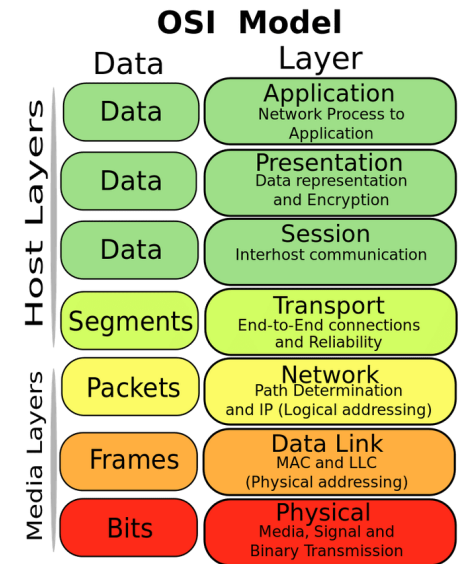 OSI Model
Data
Layer
Host Layers
Data
Application
Network Process to
Application
Data
Presentation
Data representation
and Encryption
Data
Session
Interhost communication
Segments
Transport
End-to-End connections
and Reliability
Media Layers
Packets
Network
Path Determination
and IP (Logical addressing)
Frames
Data Link
MAC and LLC
(Physical addressing)
Bits
Physical
Media, Signal and
Binary Transmission